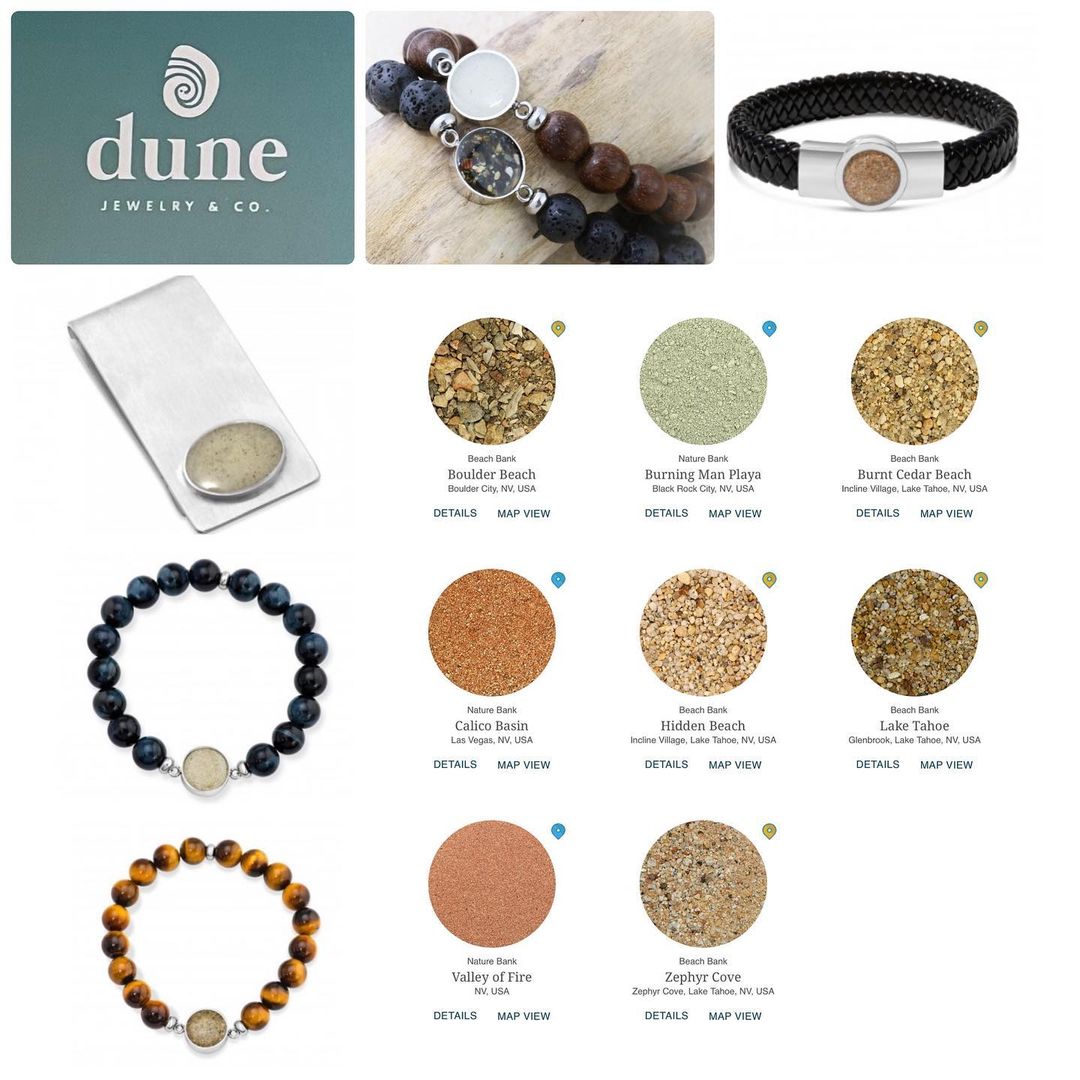 dune
JEWELRY & CO.
Beach Bank
Boulder Beach
Boulder City, NV, USA
DETAILS MAP VIEW
Nature Bank
Burning Man Playa
Black Rock City, NV, USA
DETAILS MAP VIEW
Beach Bank
Burnt Cedar Beach
Incline Village, Lake Tahoe, NV, USA
DETAILS MAP VIEW
Nature Bank
Calico Basin
Las Vegas, NV, USA
DETAILS MAP VIEW
Beach Bank
Hidden Beach
Incline Village, Lake Tahoe, NV, USA
DETAILS MAP VIEW
Beach Bank
Lake Tahoe
Glenbrook, Lake Tahoe, NV, USA
DETAILS MAP VIEW
Nature Bank
Valley of Fire
NV, USA
DETAILS MAP VIEW
Beach Bank
Zephyr Cove
Zephyr Cove, Lake Tahoe, NV, USA
DETAILS MAP VIEW